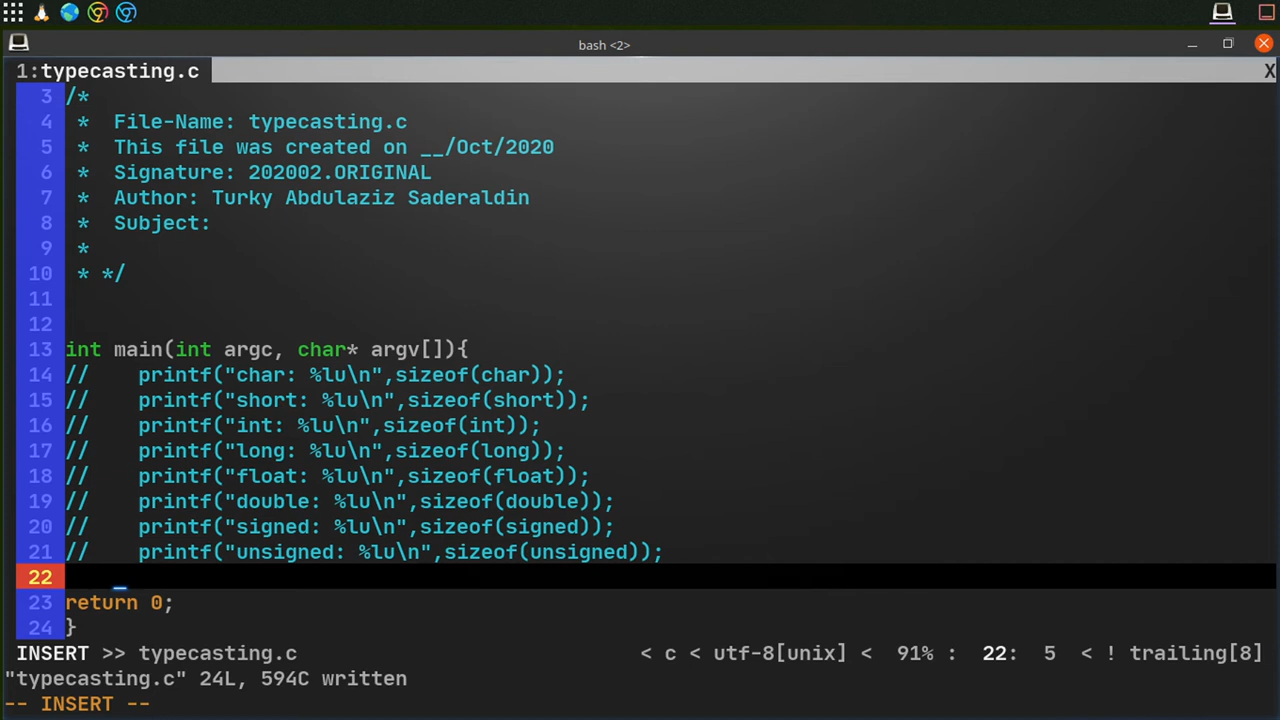 bash <2>
1:typecasting.c X
3 /*
4 * File-Name: typecasting.c
5 * This file was created on __/Oct/2020
6 * Signature: 202002.ORIGINAL
7 * Author: Turky Abdulaziz Saderaldin
8 * Subject:
9 *
10 * */
11
12
13 int main(int argc, char* argv[]){
14 // printf("char: %lu\n",sizeof(char));
15 // printf("short: %lu\n",sizeof(short));
16 // printf("int: %lu\n",sizeof(int));
17 // printf("long: %lu\n",sizeof(long));
18 // printf("float: %lu\n",sizeof(float));
19 // printf("double: %lu\n",sizeof(double));
20 // printf("signed: %lu\n",sizeof(signed));
21 // printf("unsigned: %lu\n",sizeof(unsigned));
22
23 return 0;
24 }
INSERT >> typecasting.c < c < utf-8[unix] < 91% : 22: 5 < ! trailing[8]
"typecasting.c" 24L, 594C written
-- INSERT --